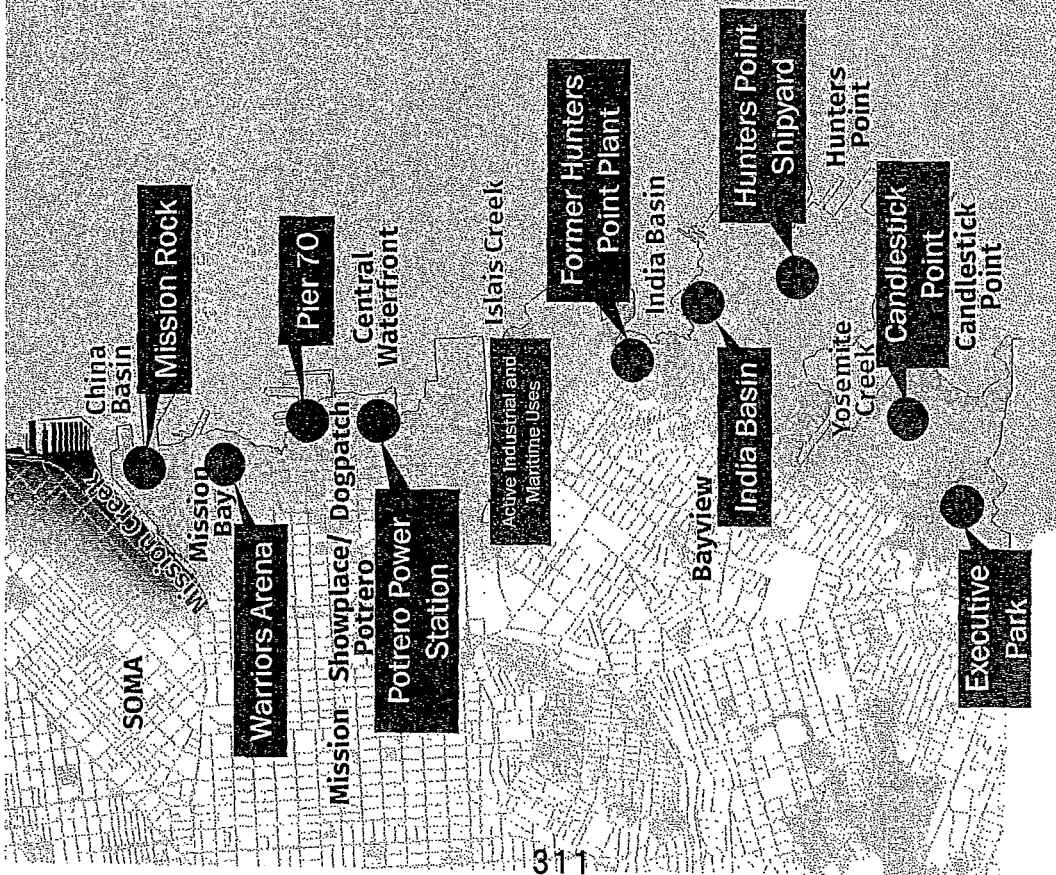 China
Basin
Mission Rock
Mission Creek
SOMA
Mission
Bay
Warriors Arena
Pier 70
Mission
Showplace/
Potrero
Dogpatch
Central
Waterfront
Potrero Power
Station
Islais Creek
Active Industrial and
Maritime Uses
Former Hunters
Point Plant
India Basin
Bayview
India Basin
Hunters Point
Shipyard
Hunters
Point
Yosemite
Creek
Candlestick
Point
Candlestick
Point
Executive
Park
311